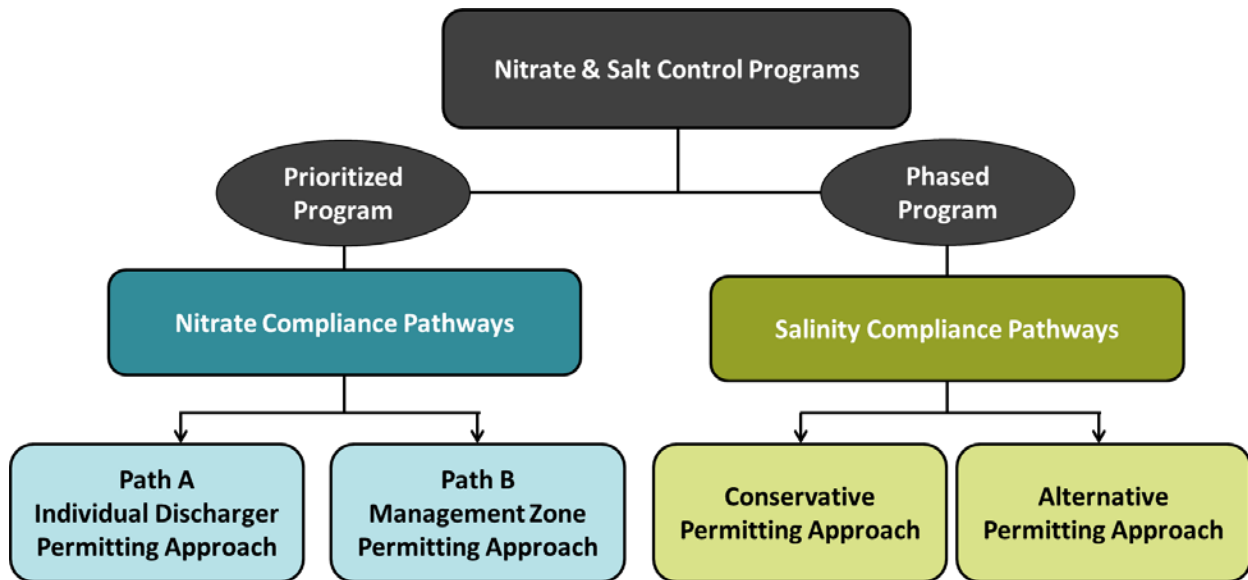 Nitrate & Salt Control Programs
Prioritized
Program
Phased
Program
Nitrate Compliance Pathways
Salinity Compliance Pathways
Path A
Individual Discharger
Permitting Approach
Path B
Management Zone
Permitting Approach
Conservative
Permitting Approach
Alternative
Permitting Approach